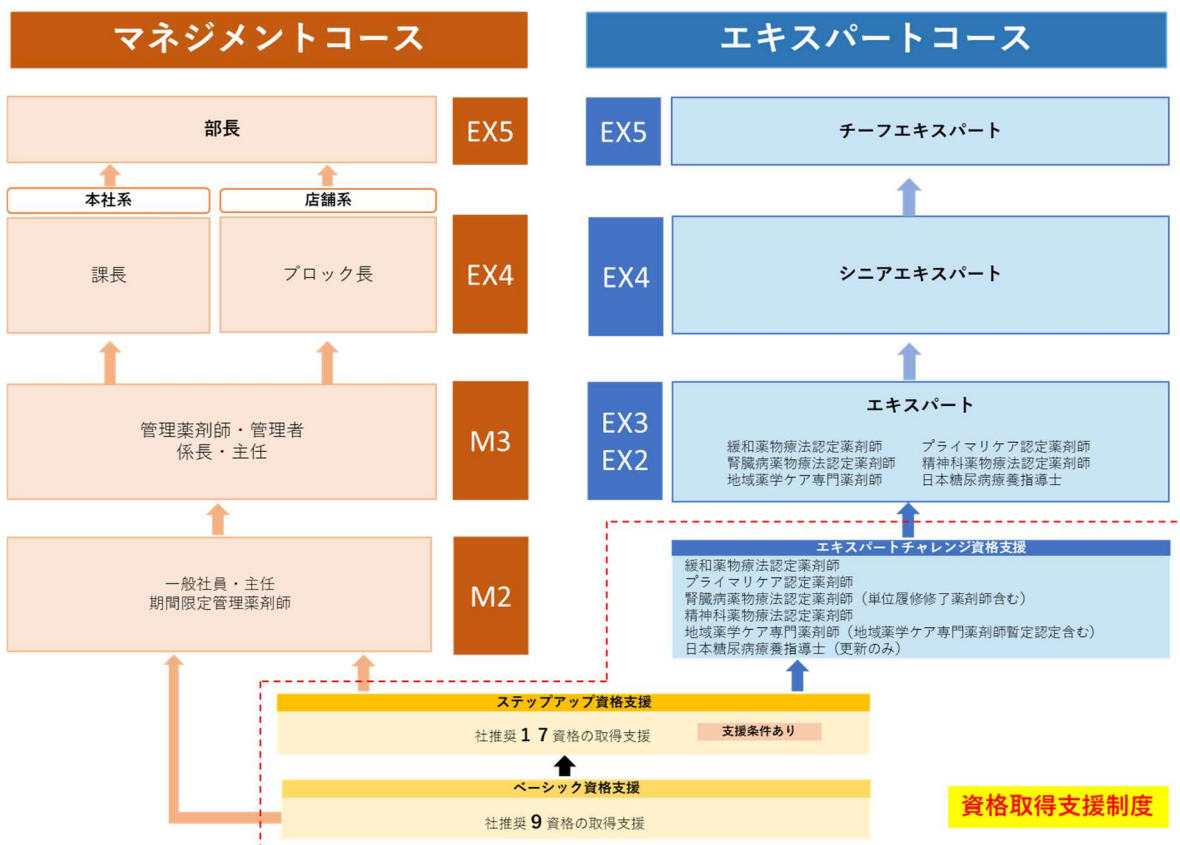 マネジメントコース
エキスパートコース
部長
EX5
EX5
チーフエキスパート
本社系
店舗系
課長
ブロック長
EX4
EX4
シニアエキスパート
管理薬剤師・管理者
係長・主任
M3
EX3
EX2
エキスパート
緩和薬物療法認定薬剤師
プライマリケア認定薬剤師
腎臓病薬物療法認定薬剤師
精神科薬物療法認定薬剤師
地域薬学ケア専門薬剤師
日本糖尿病療養指導士
一般社員・主任
期間限定管理薬剤師
M2
エキスパートチャレンジ資格支援
緩和薬物療法認定薬剤師
プライマリケア認定薬剤師
腎臓病薬物療法認定薬剤師（単位履修修了薬剤師含む）
精神科薬物療法認定薬剤師
地域薬学ケア専門薬剤師（地域薬学ケア専門薬剤師暫定認定含む）
日本糖尿病療養指導士（更新のみ）
ステップアップ資格支援
社推奨１７資格の取得支援
支援条件あり
ベーシック資格支援
社推奨９資格の取得支援
資格取得支援制度